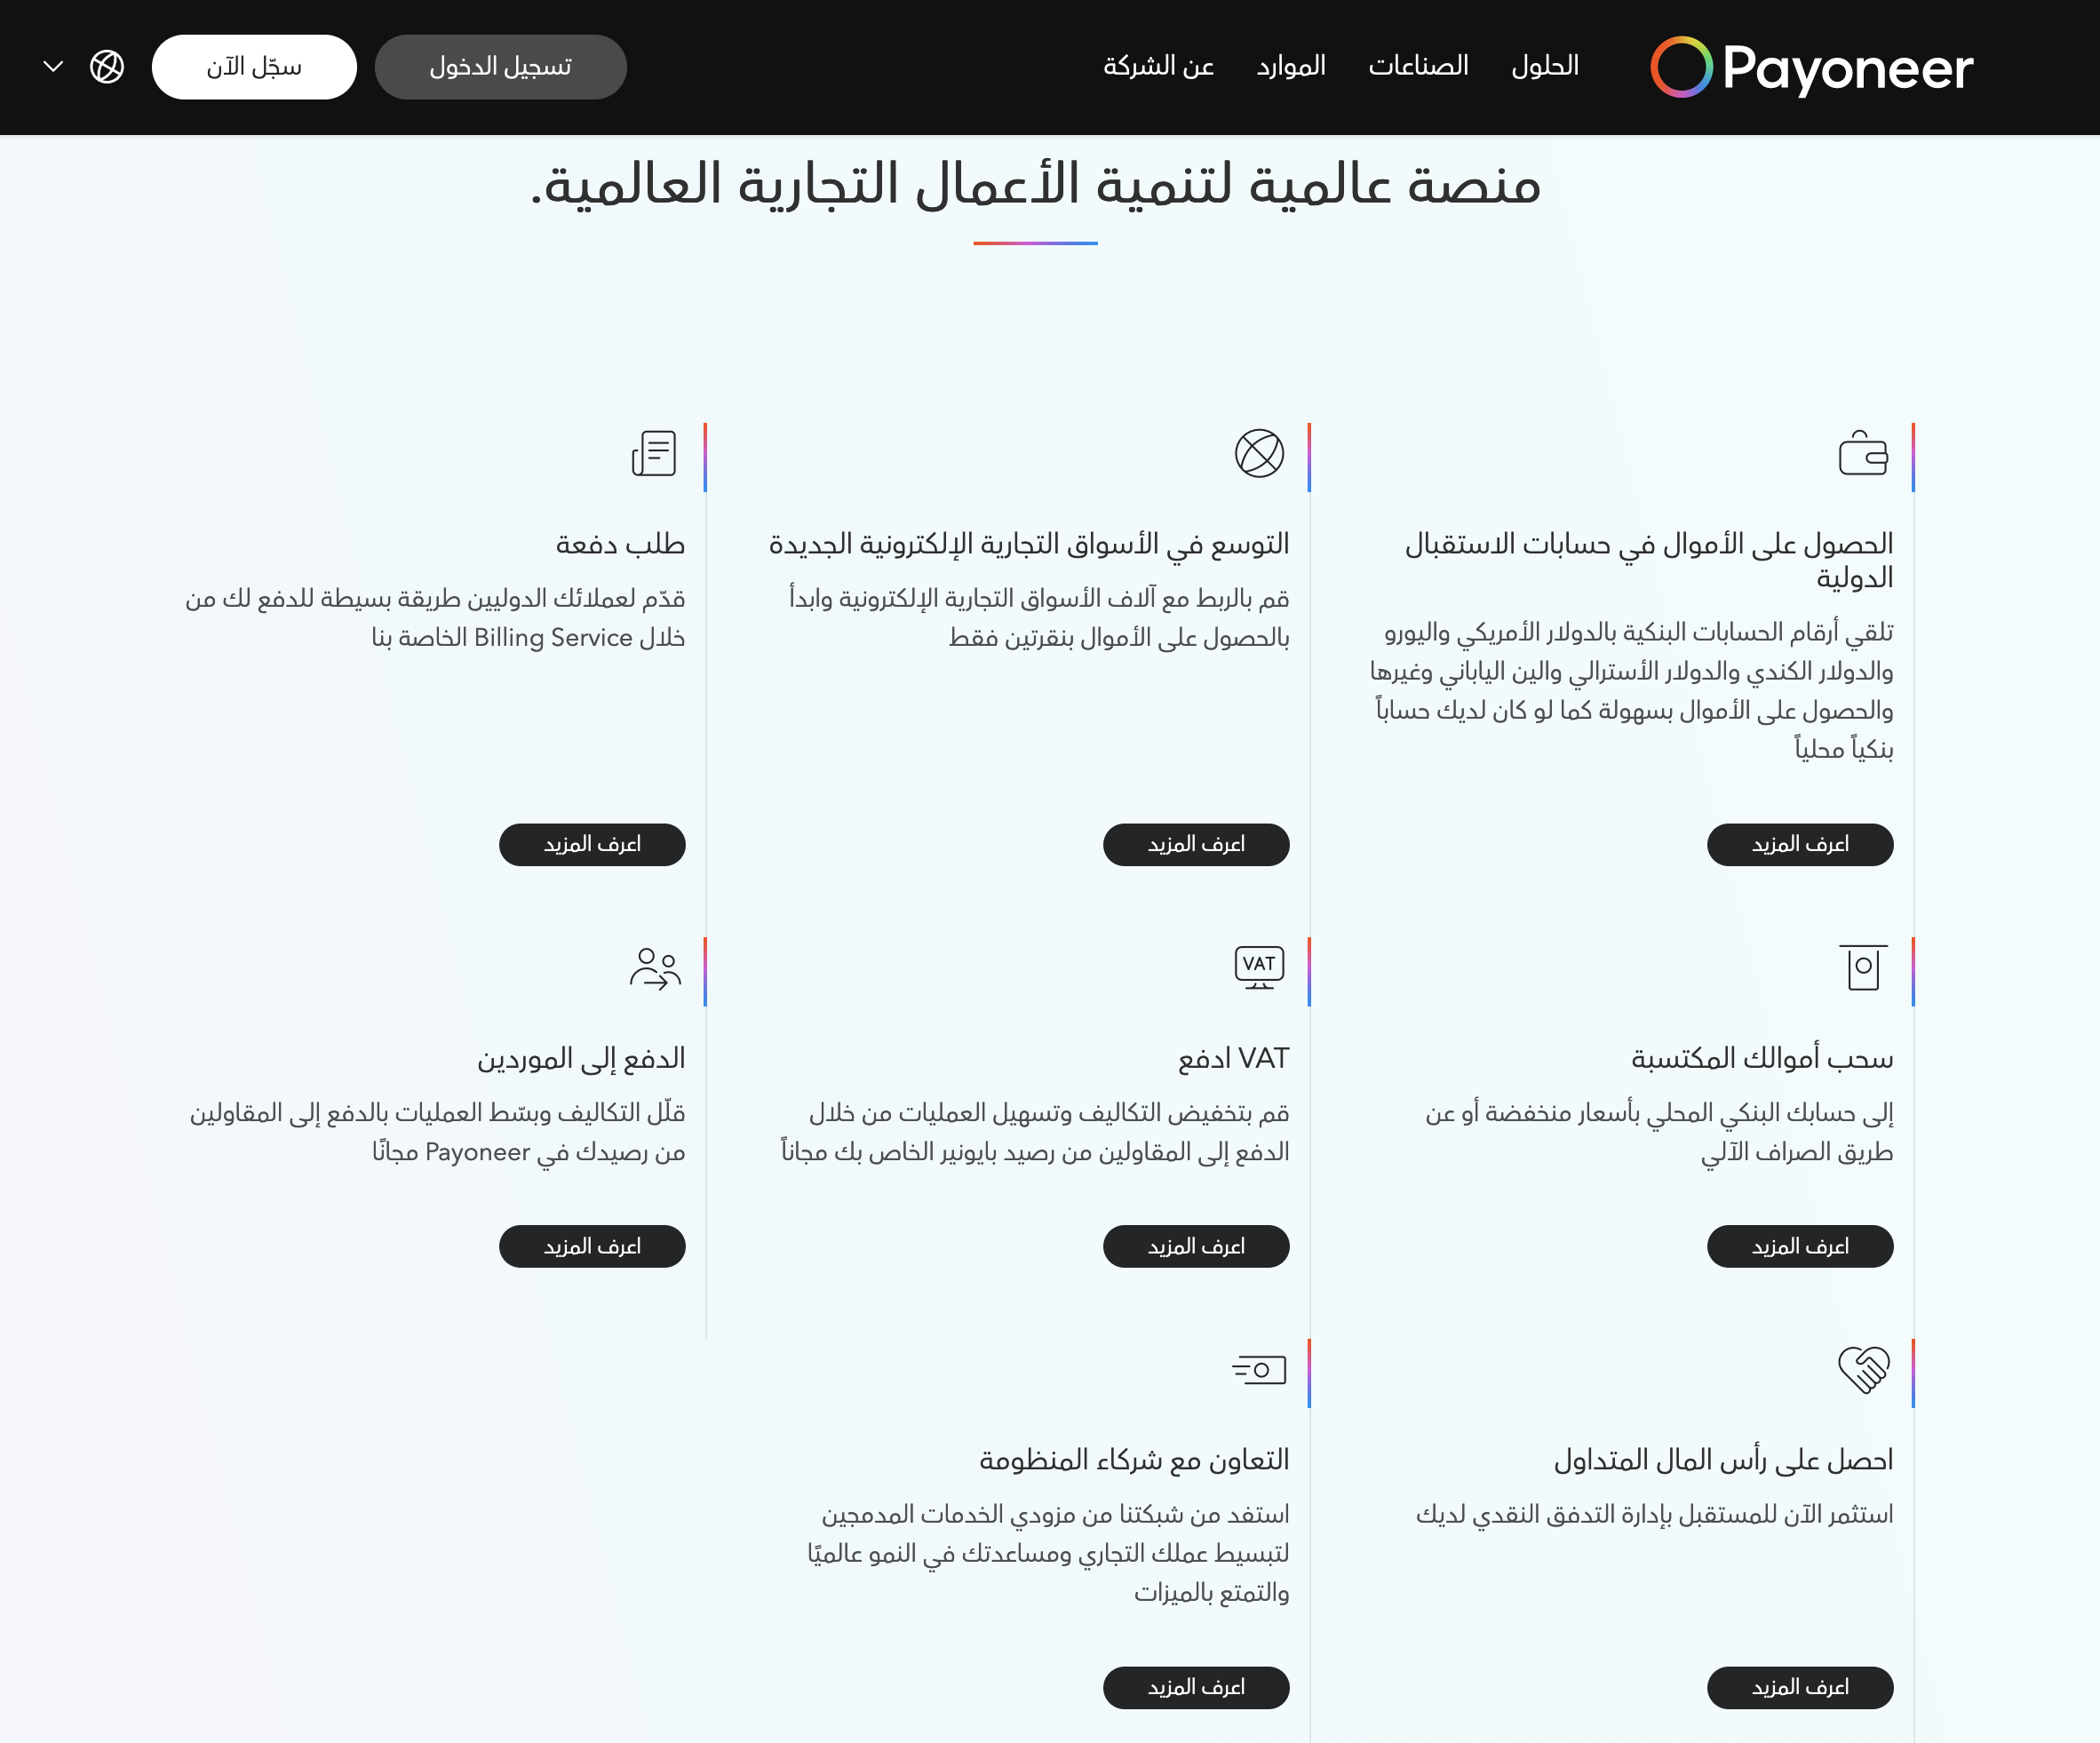 Payoneer
الحلول
الصناعات
الموارد
عن الشركة
تسجيل الدخول
سجّل الآن
منصة عالمية لتنمية الأعمال التجارية العالمية.
الحصول على الأموال في حسابات الاستقبال
الدولية
تلقي أرقام الحسابات البنكية بالدولار الأمريكي واليورو
والدولار الكندي والدولار الأسترالي والين الياباني وغيرها
والحصول على الأموال بسهولة كما لو كان لديك حساباً
بنكياً محلياً
اعرف المزيد
التوسع في الأسواق التجارية الإلكترونية الجديدة
قم بالربط مع آلاف الأسواق التجارية الإلكترونية وابدأ
بالحصول على الأموال بنقرتين فقط
اعرف المزيد
طلب دفعة
قدّم لعملائك الدوليين طريقة بسيطة للدفع لك من
خلال Billing Service الخاصة بنا
اعرف المزيد
سحب أموالك المكتسبة
إلى حسابك البنكي المحلي بأسعار منخفضة أو عن
طريق الصراف الآلي
اعرف المزيد
VAT
VAT ادفع
قم بتخفيض التكاليف وتسهيل العمليات من خلال
الدفع إلى المقاولين من رصيد بايونير الخاص بك مجاناً
اعرف المزيد
الدفع إلى الموردين
قلّل التكاليف وبسّط العمليات بالدفع إلى المقاولين
من رصيدك في Payoneer مجانًا
اعرف المزيد
احصل على رأس المال المتداول
استثمر الآن للمستقبل بإدارة التدفق النقدي لديك
اعرف المزيد
التعاون مع شركاء المنظومة
استفد من شبكتنا من مزودي الخدمات المدمجين
لتبسيط عملك التجاري ومساعدتك في النمو عالميًا
والتمتع بالميزات
اعرف المزيد